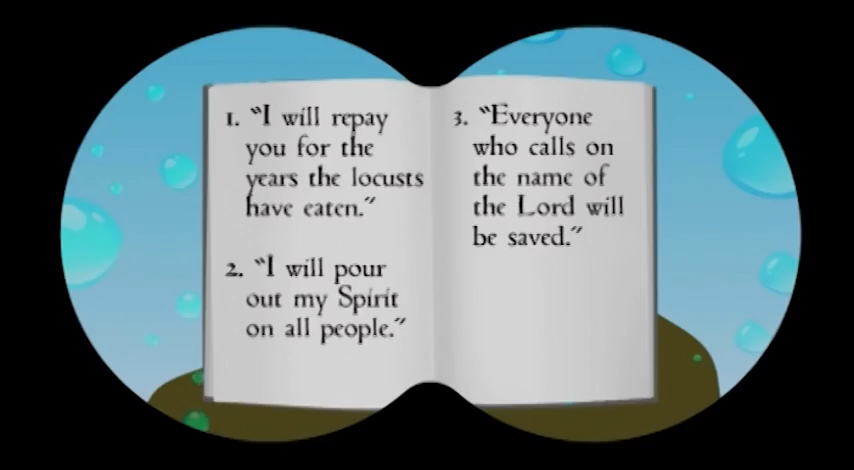 1. “I will repay
you for the
years the locusts
have eaten.”
2. “I will pour
out my Spirit
on all people.”
3. “Everyone
who calls on
the name of
the Lord will
be saved.”